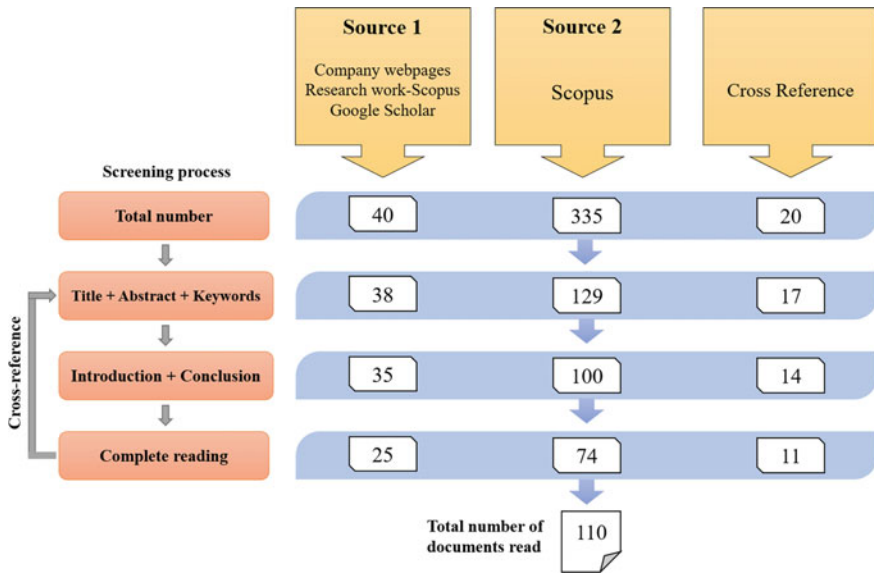 Source 1
Company webpages
Research work-Scopus
Google Scholar
Source 2
Scopus
Cross Reference
Screening process
Total number
40
335
20
Title + Abstract + Keywords
38
129
17
Introduction + Conclusion
35
100
14
Complete reading
25
74
11
Cross-reference
Total number of
documents read
110